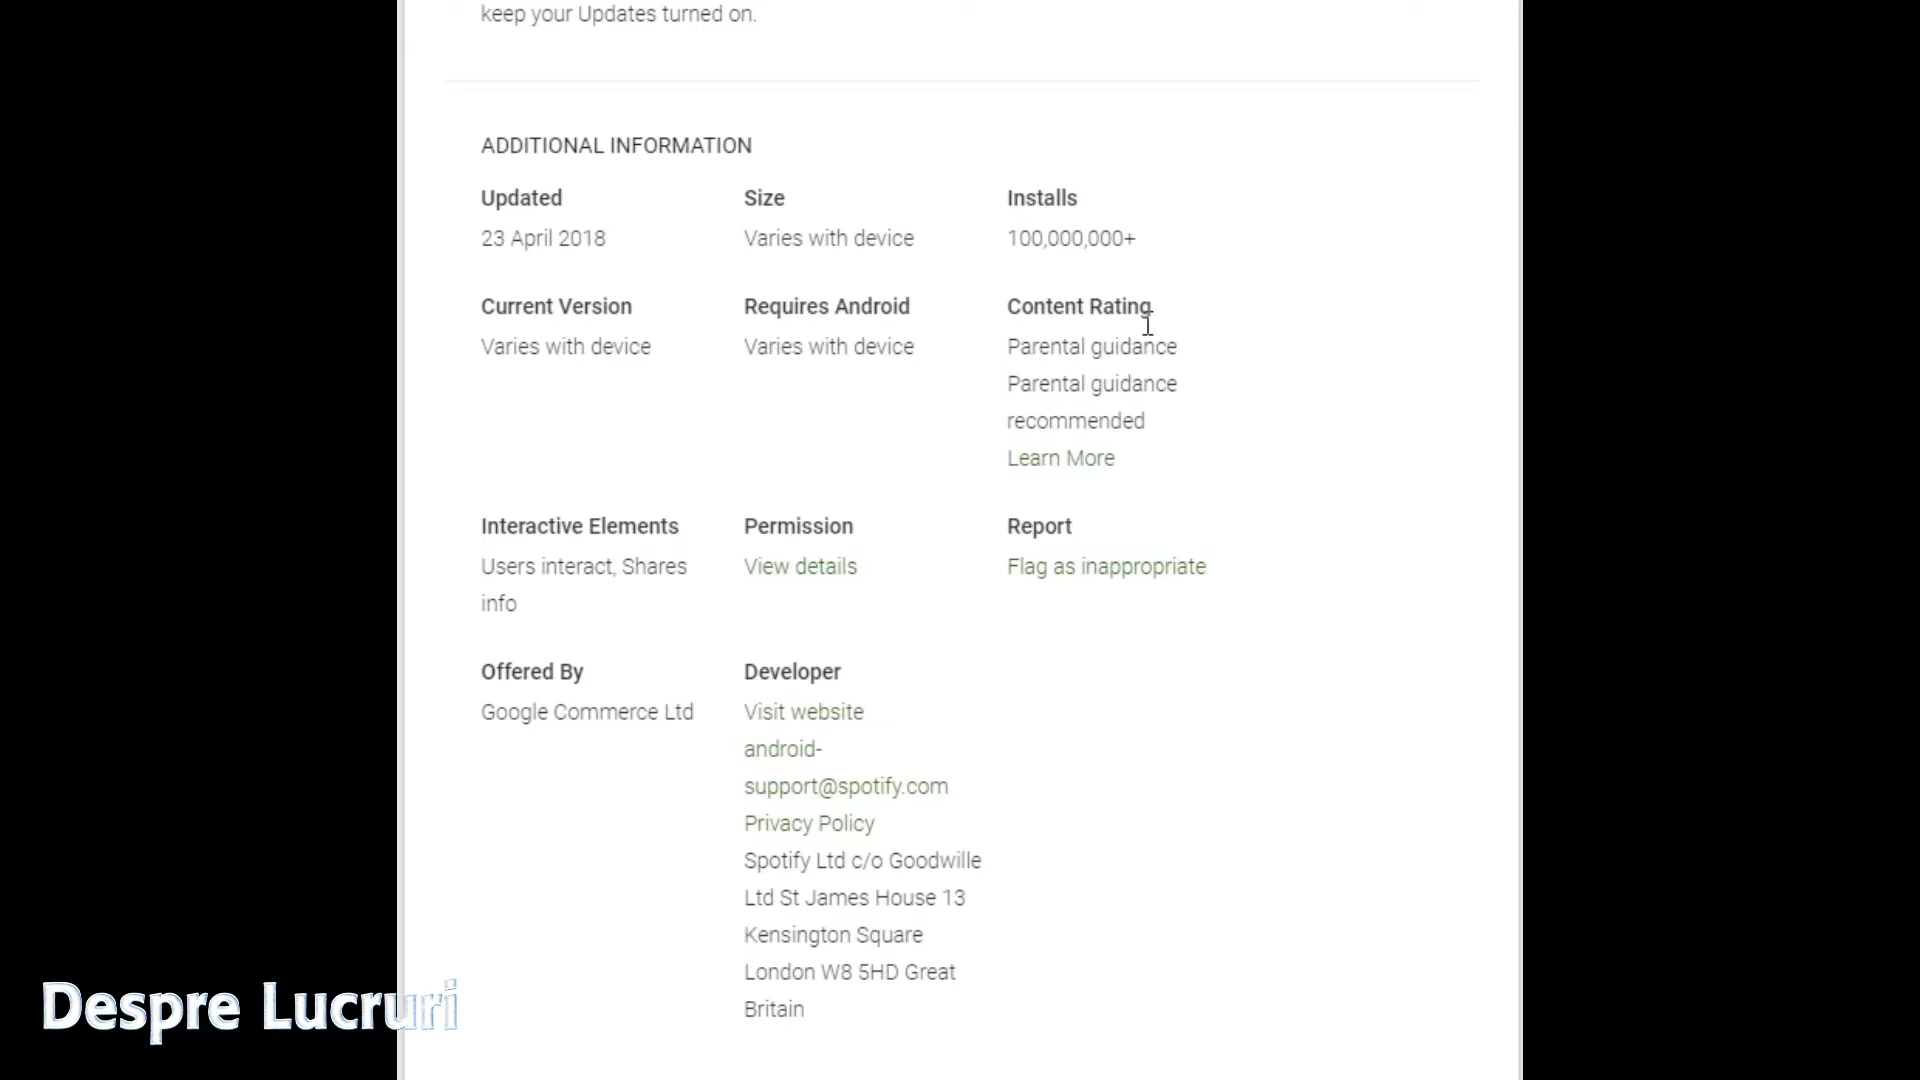 keep your Updates turned on.
ADDITIONAL INFORMATION
Updated
23 April 2018
Size
Varies with device
Installs
100,000,000+
Current Version
Varies with device
Requires Android
Varies with device
Content Rating
Parental guidance
Parental guidance
recommended
Learn More
Interactive Elements
Users interact, Shares
info
Permission
View details
Report
Flag as inappropriate
Offered By
Google Commerce Ltd
Developer
Visit website
android-
support@spotify.com
Privacy Policy
Spotify Ltd c/o Goodwille
Ltd St James House 13
Kensington Square
London W8 5HD Great
Britain
Despre Lucruri